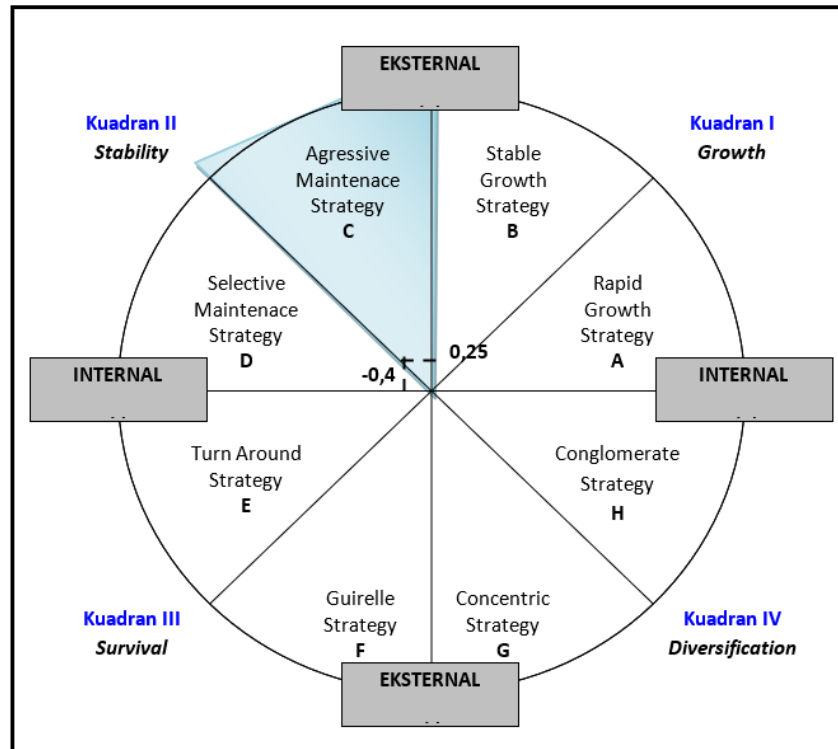 EKSTERNAL
. .
Kuadran II
Stability
Kuadran I
Growth
Agressive
Maintenace
Strategy
C
Stable
Growth
Strategy
B
Selective
Maintenace
Strategy
D
Rapid
Growth
Strategy
A
0,25
-0,4
INTERNAL
. .
INTERNAL
. .
Turn Around
Strategy
E
Conglomerate
Strategy
H
Kuadran III
Survival
Guirelle
Strategy
F
Concentric
Strategy
G
Kuadran IV
Diversification
EKSTERNAL
. .